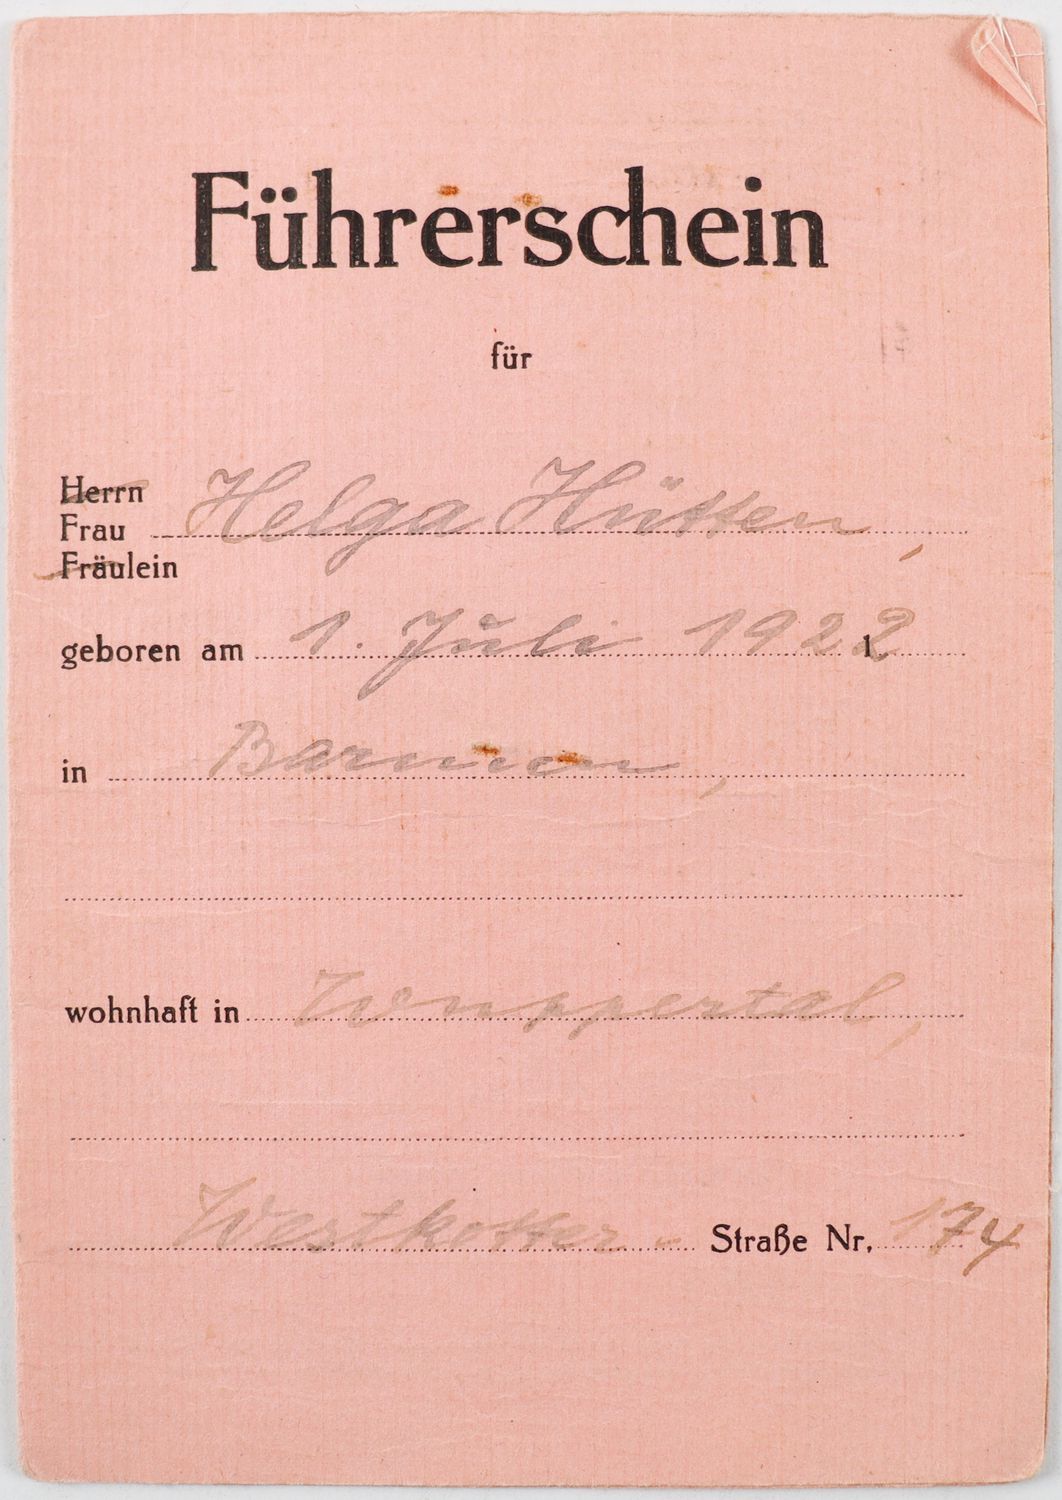 Führerschein
für
Herrn
Frau Helga Hütten,
Fräulein
geboren am 1. Juli 1922
in Barmen,
wohnhaft in Wuppertal,
Westkotter- Straße Nr. 174